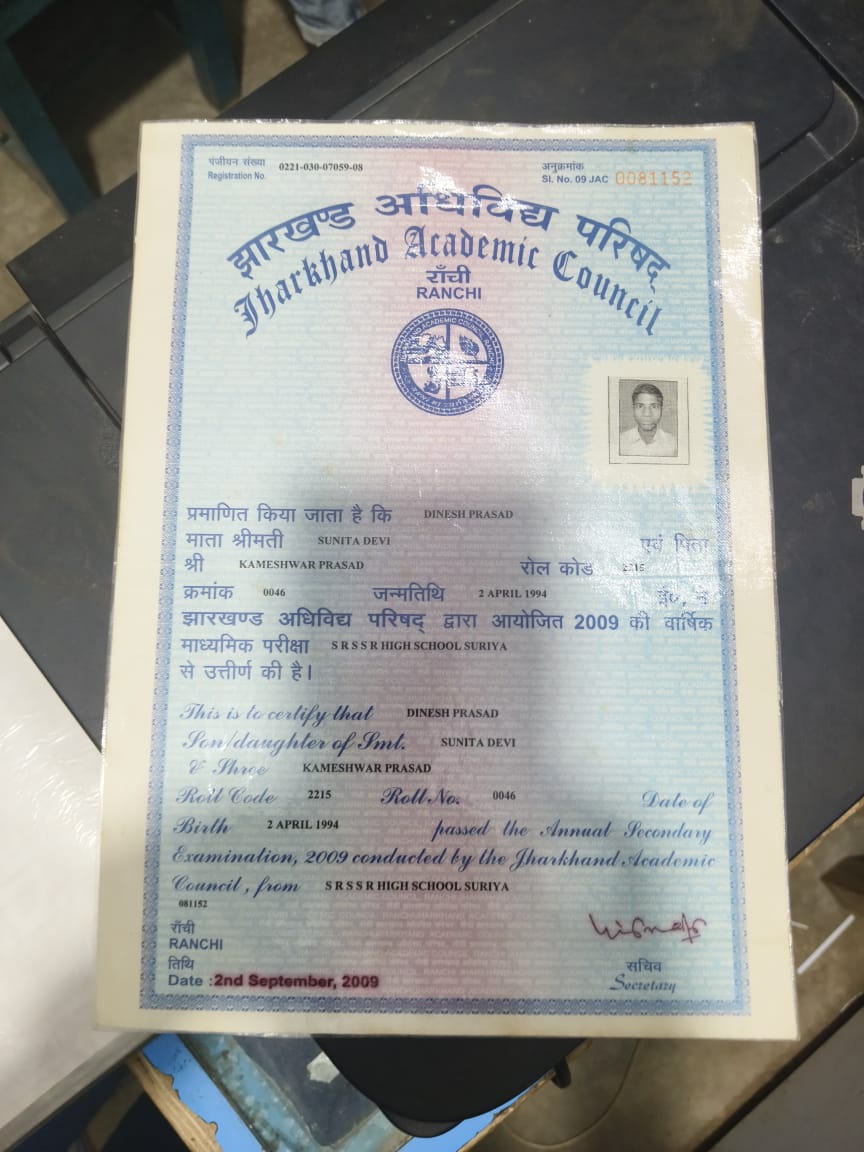 पंजीयन संख्या 0221-030-07059-08
Registration No.
अनुक्रमांक
Sl. No. 09 JAC 0081152
झारखण्ड अधिविद्य परिषद्
Jharkhand Academic Council
राँची
RANCHI
प्रमाणित किया जाता है कि DINESH PRASAD
माता श्रीमती SUNITA DEVI एवं पिता
श्री KAMESHWAR PRASAD रोल कोड 2215
क्रमांक 0046 जन्मतिथि 2 APRIL 1994
झारखण्ड अधिविद्य परिषद् द्वारा आयोजित 2009 की वार्षिक
माध्यमिक परीक्षा S R S S R HIGH SCHOOL SURIYA
से उत्तीर्ण की है।
This is to certify that DINESH PRASAD
Son/daughter of Smt. SUNITA DEVI
& Shree KAMESHWAR PRASAD
Roll Code 2215 Roll No. 0046 Date of
Birth 2 APRIL 1994 passed the Annual Secondary
Examination, 2009 conducted by the Jharkhand Academic
Council, from S R S S R HIGH SCHOOL SURIYA
081152
राँची
RANCHI
तिथि
Date : 2nd September, 2009
सचिव
Secretary